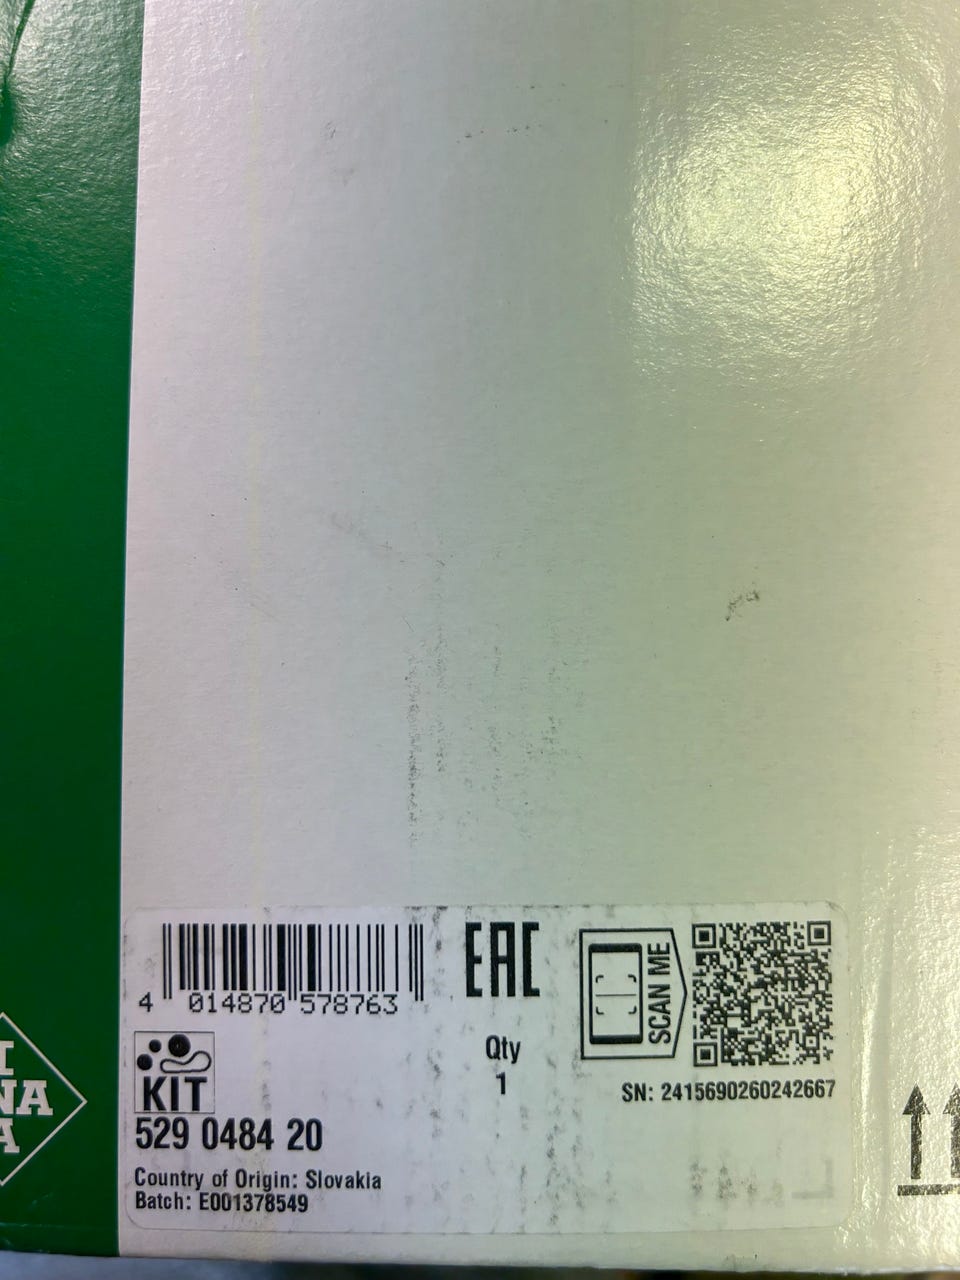 4 014870 578763
EAC
SCAN ME
KIT
Qty
1
SN: 2415690260242667
529 0484 20
Country of Origin: Slovakia
Batch: E001378549
I
NA
A